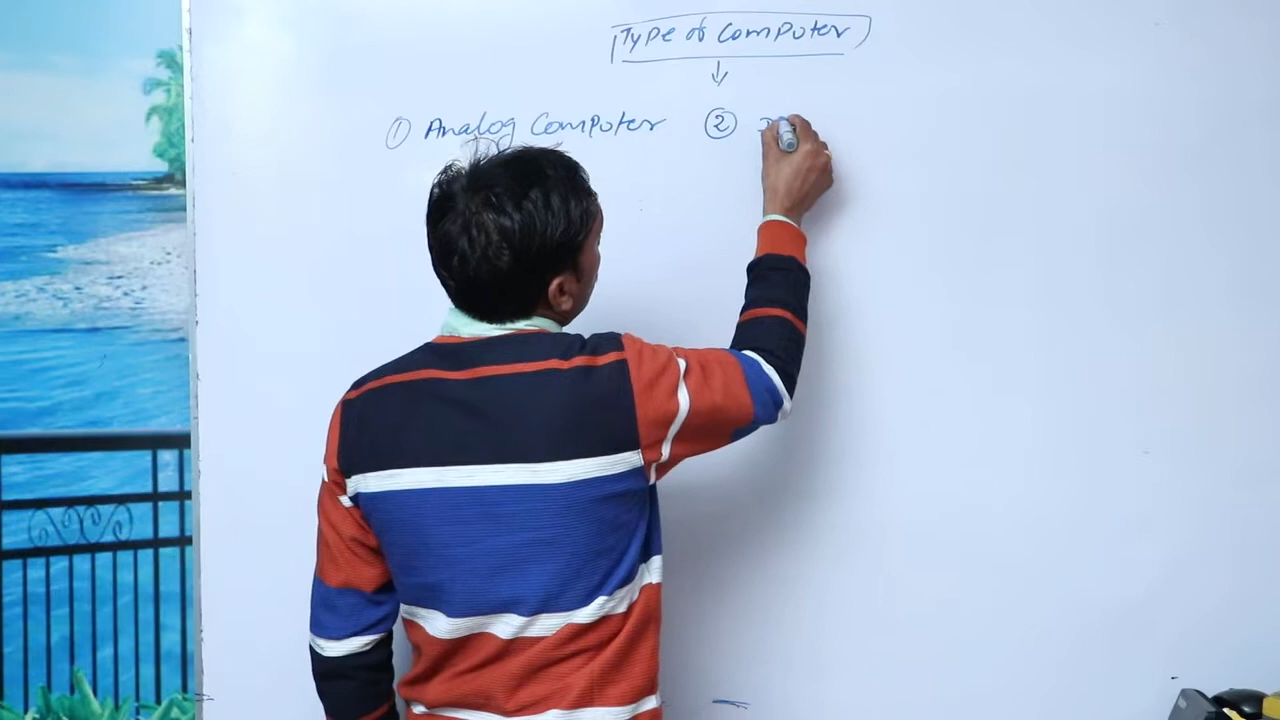 Type of Computer
① Analog Computer ②